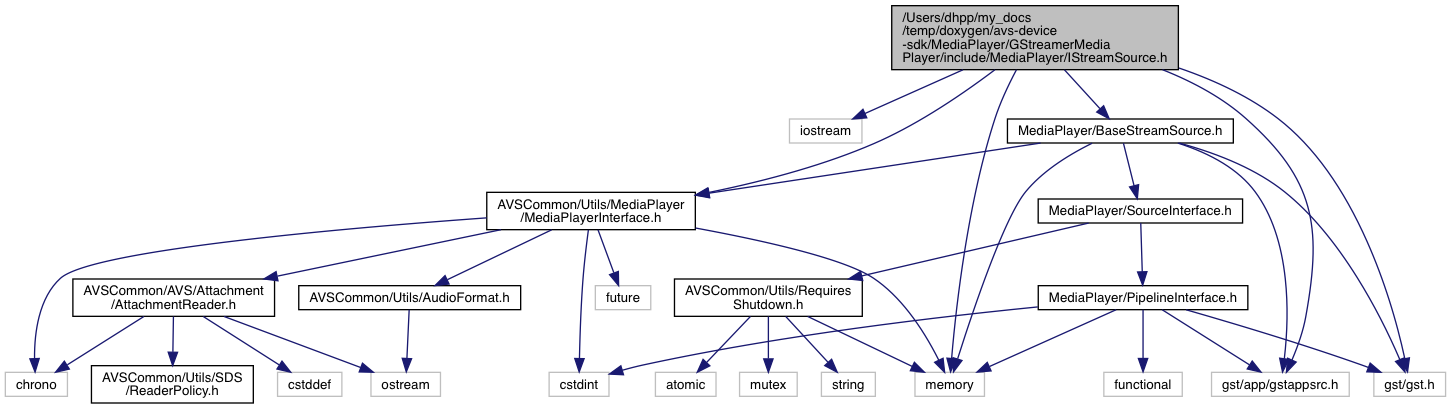 /Users/dhpp/my_docs
/temp/doxygen/avs-device
-sdk/MediaPlayer/GStreamerMedia
Player/include/MediaPlayer/IStreamSource.h
iostream
MediaPlayer/BaseStreamSource.h
AVSCommon/Utils/MediaPlayer
/MediaPlayerInterface.h
MediaPlayer/SourceInterface.h
AVSCommon/AVS/Attachment
/AttachmentReader.h
AVSCommon/Utils/AudioFormat.h
future
AVSCommon/Utils/Requires
Shutdown.h
MediaPlayer/PipelineInterface.h
chrono
AVSCommon/Utils/SDS
/ReaderPolicy.h
cstddef
ostream
cstdint
atomic
mutex
string
memory
functional
gst/app/gstappsrc.h
gst/gst.h